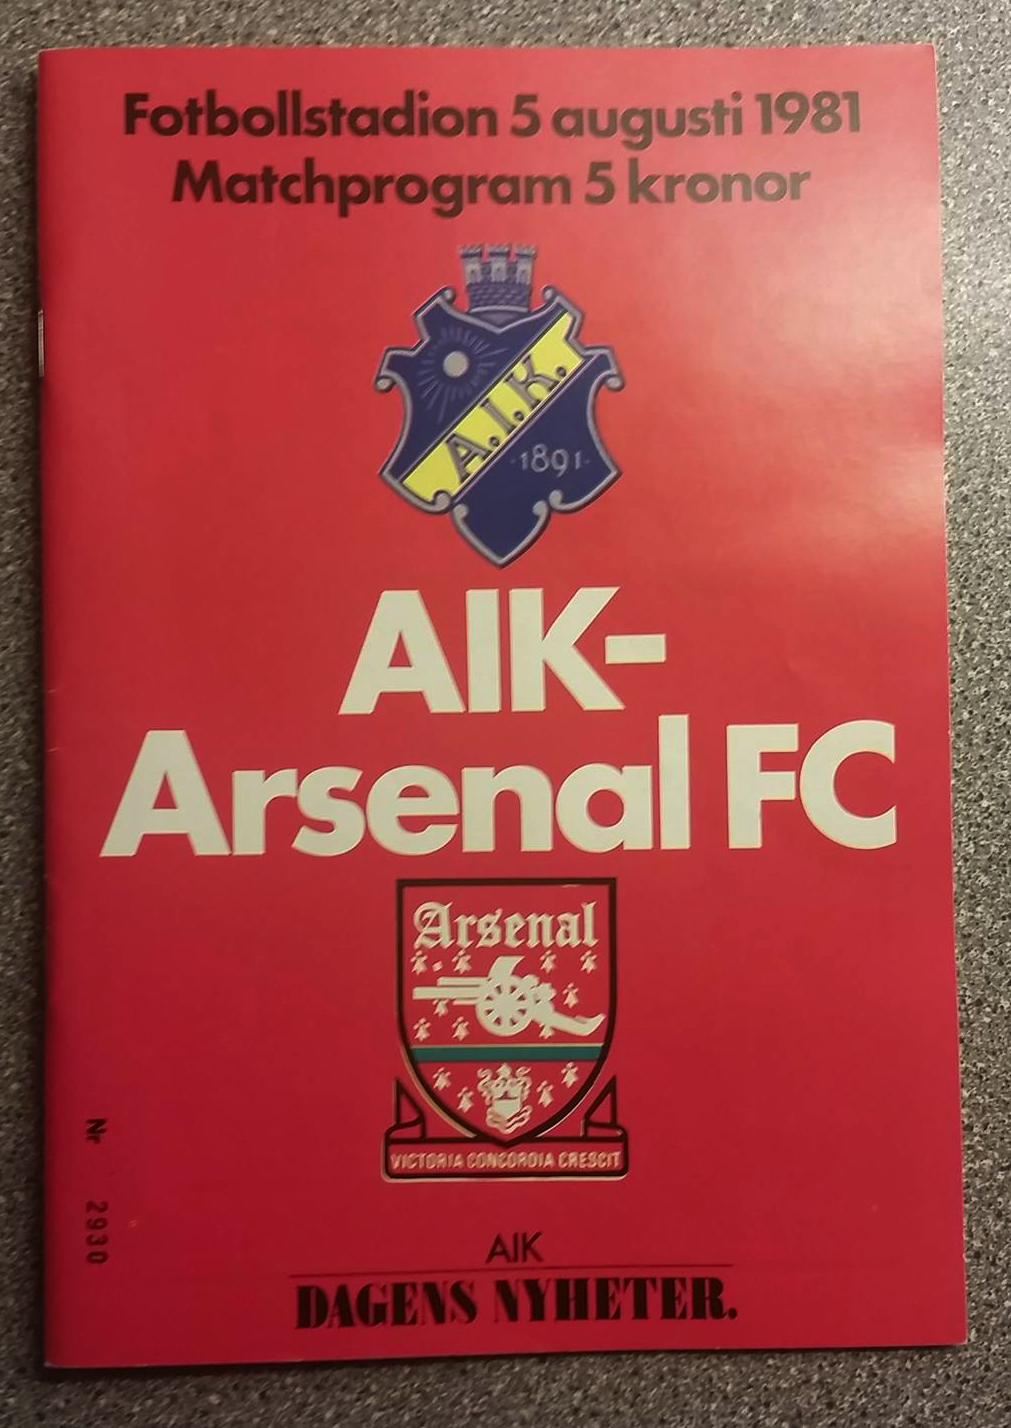 Fotbollstadion 5 augusti 1981
Matchprogram 5 kronor
A.I.K.
·1891·
AIK-
Arsenal FC
Arsenal
VICTORIA CONCORDIA CRESCIT
Nr 2930
AIK
DAGENS NYHETER.